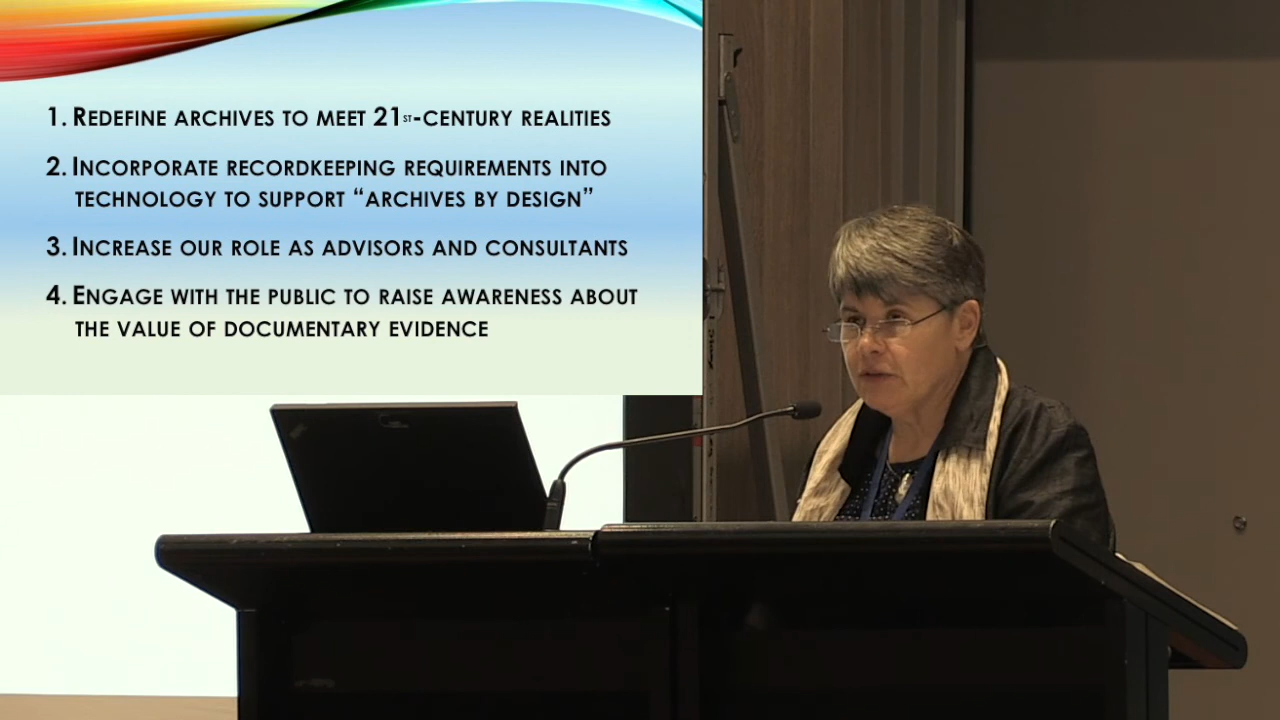 1. Redefine archives to meet 21st-century realities
2. Incorporate recordkeeping requirements into
technology to support “archives by design”
3. Increase our role as advisors and consultants
4. Engage with the public to raise awareness about
the value of documentary evidence